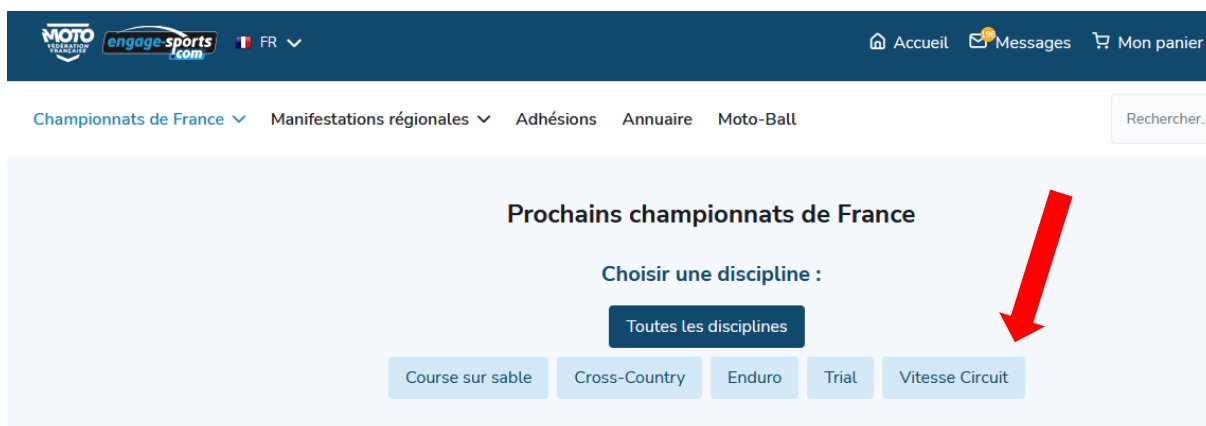 MOTO
FÉDÉRATION
FRANÇAISE
engage-sports
.com
FR
Accueil
196
Messages
Mon panier
Championnats de France
Manifestations régionales
Adhésions
Annuaire
Moto-Ball
Rechercher..
Prochains championnats de France
Choisir une discipline :
Toutes les disciplines
Course sur sable
Cross-Country
Enduro
Trial
Vitesse Circuit